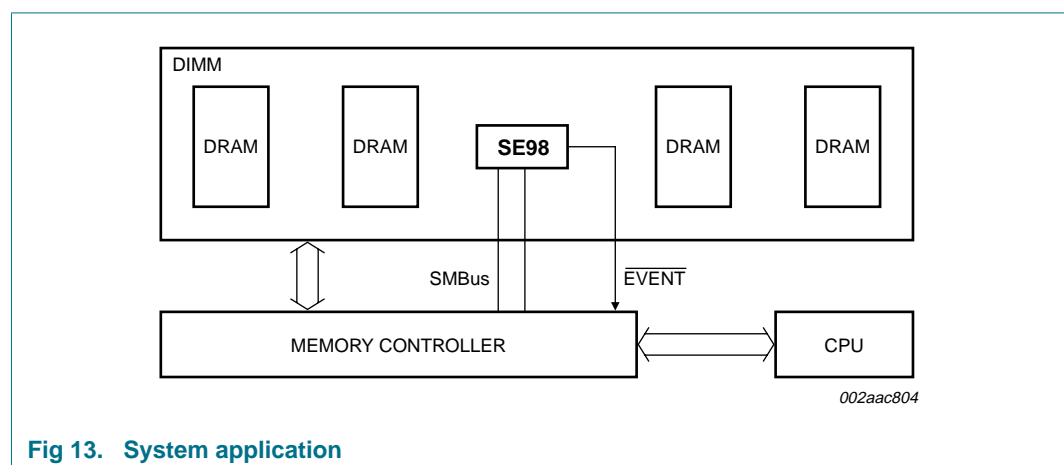 DIMM
DRAM DRAM SE98 DRAM DRAM
SMBus EVENT
MEMORY CONTROLLER CPU
002aac804
Fig 13. System application